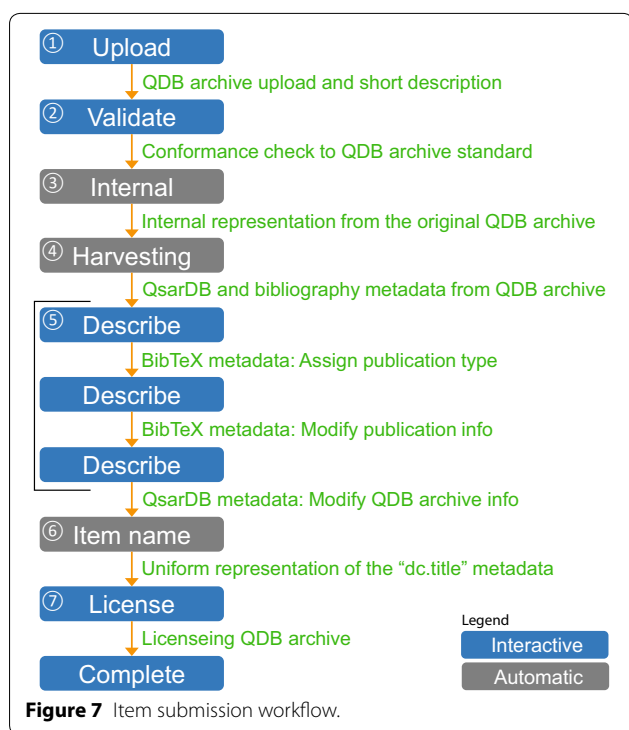 ① Upload
QDB archive upload and short description
② Validate
Conformance check to QDB archive standard
③ Internal
Internal representation from the original QDB archive
④ Harvesting
QsarDB and bibliography metadata from QDB archive
⑤ Describe
BibTeX metadata: Assign publication type
Describe
BibTeX metadata: Modify publication info
Describe
QsarDB metadata: Modify QDB archive info
⑥ Item name
Uniform representation of the “dc.title” metadata
⑦ License
Licenseing QDB archive
Complete
Legend
Interactive
Automatic
Figure 7 Item submission workflow.